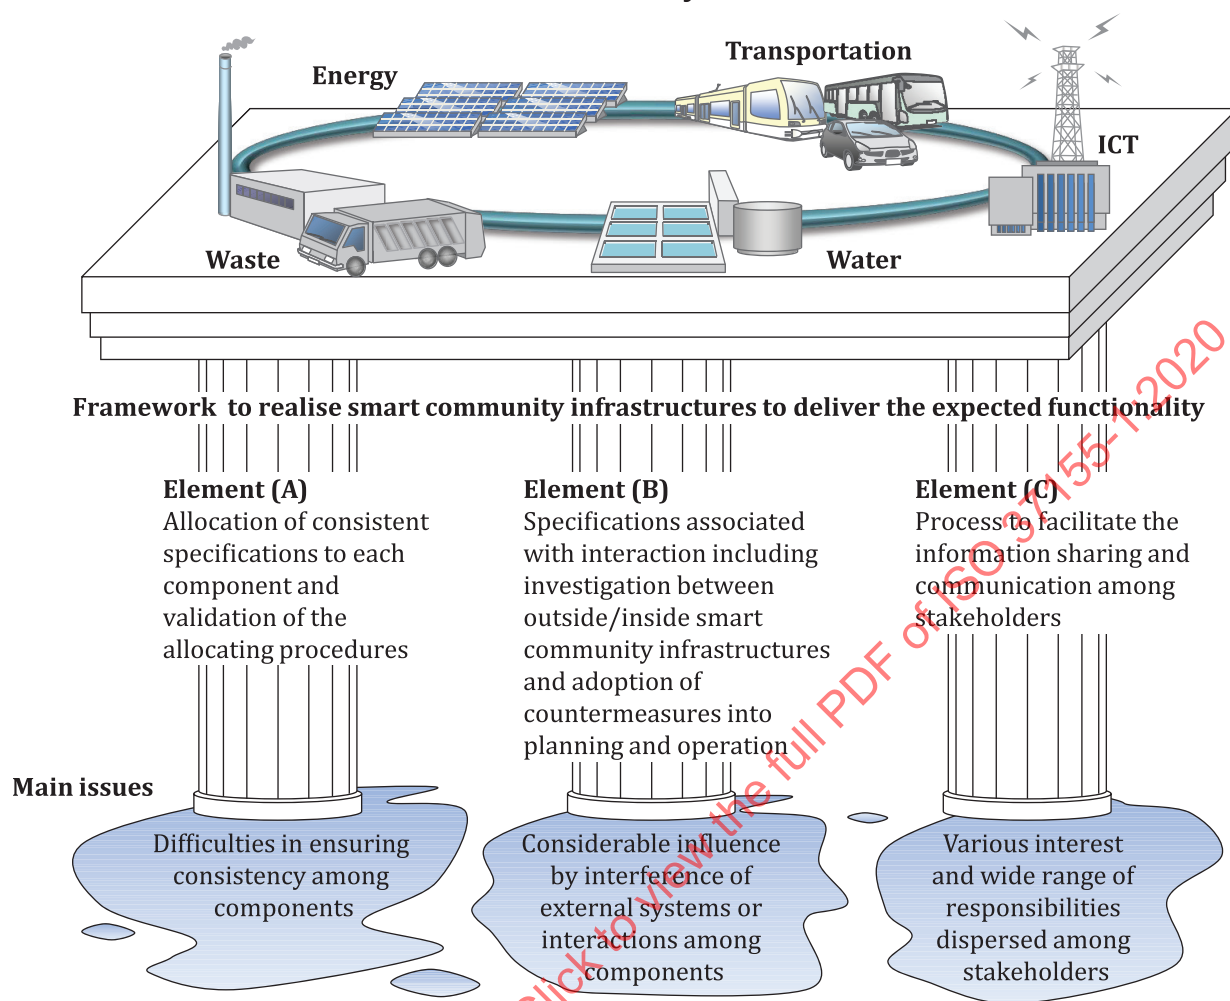 Transportation
Energy
ICT
Waste
Water
Framework to realise smart community infrastructures to deliver the expected functionality
Element (A)
Allocation of consistent
specifications to each
component and
validation of the
allocating procedures
Element (B)
Specifications associated
with interaction including
investigation between
outside/inside smart
community infrastructures
and adoption of
countermeasures into
planning and operation
Element (C)
Process to facilitate the
information sharing and
communication among
stakeholders
Main issues
Difficulties in ensuring
consistency among
components
Considerable influence
by interference of
external systems or
interactions among
components
Various interest
and wide range of
responsibilities
dispersed among
stakeholders
Click to view the full PDF of ISO 37155-1:2020